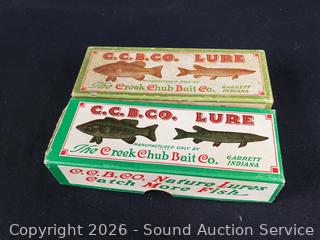 C.C.B.CO. LURE
MANUFACTURED ONLY BY
The Creek Chub Bait Co. GARRETT
INDIANA
C.C.B.CO. LURE
MANUFACTURED ONLY BY
The Creek Chub Bait Co. GARRETT
INDIANA
C.C.B.CO. Nature Lures
Catch More Fish
Copyright 2026 - Sound Auction Service